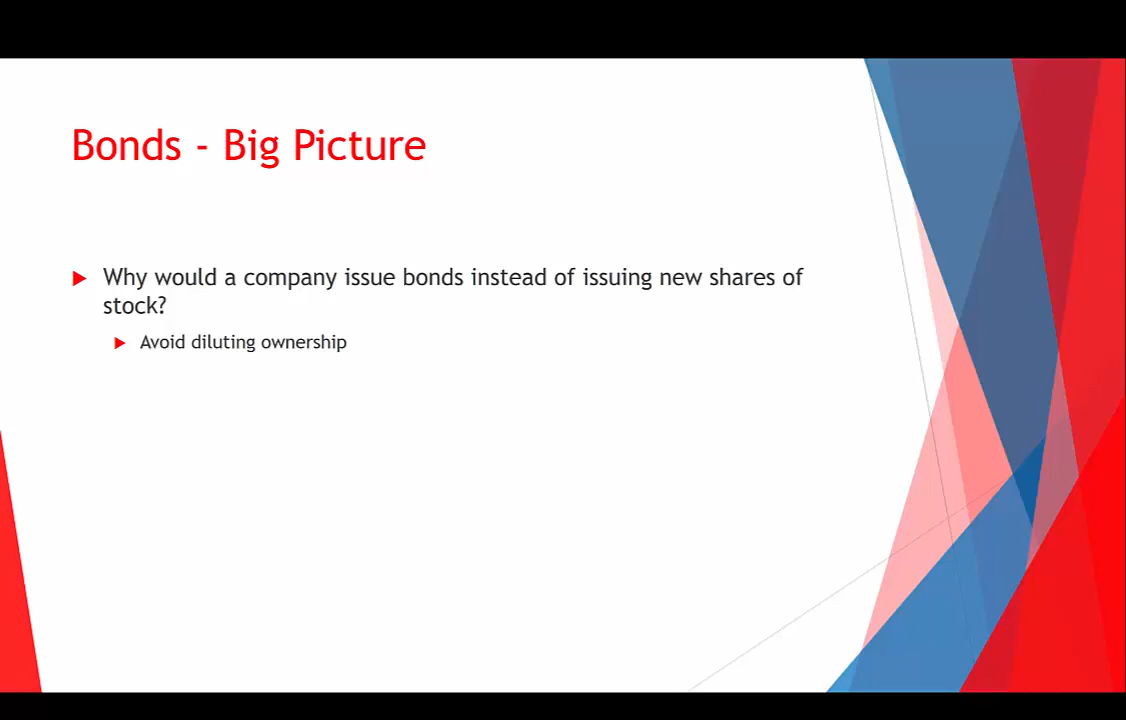 Bonds - Big Picture
Why would a company issue bonds instead of issuing new shares of
stock?
Avoid diluting ownership